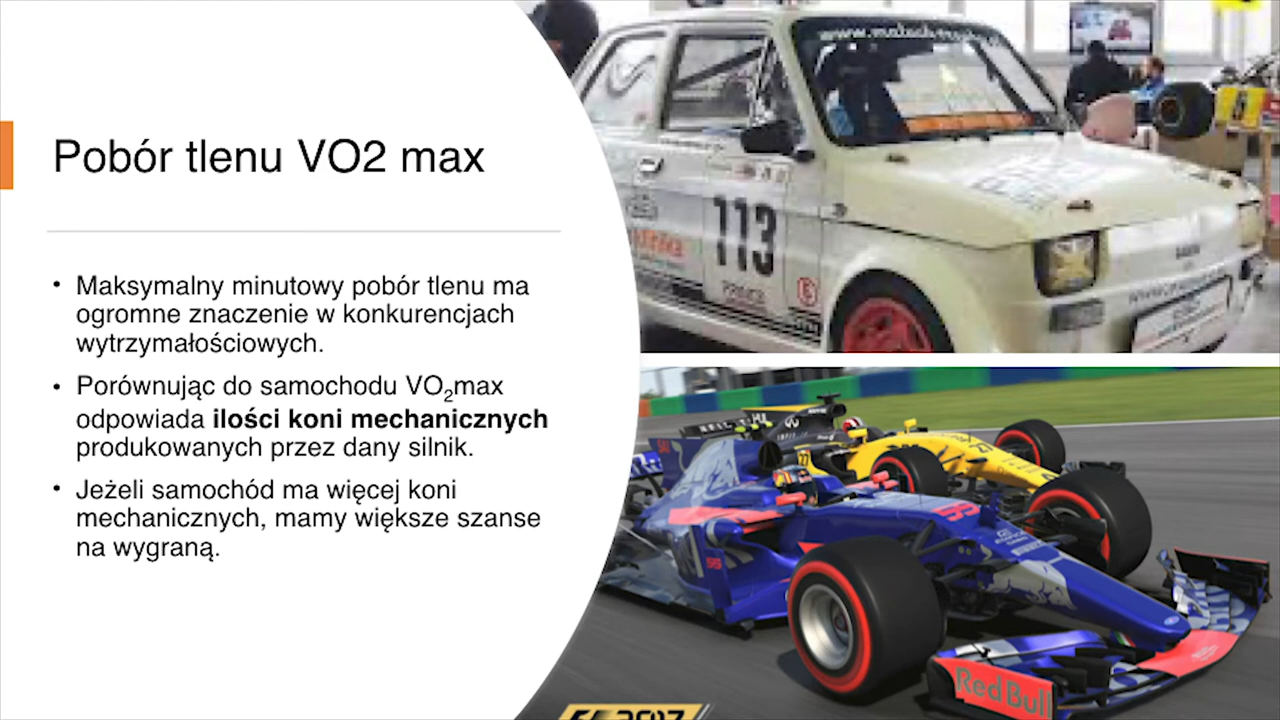 Pobór tlenu VO2 max
• Maksymalny minutowy pobór tlenu ma
ogromne znaczenie w konkurencjach
wytrzymałościowych.
• Porównując do samochodu VO₂max
odpowiada ilości koni mechanicznych
produkowanych przez dany silnik.
• Jeżeli samochód ma więcej koni
mechanicznych, mamy większe szanse
na wygraną.
113
55
27
Red Bull